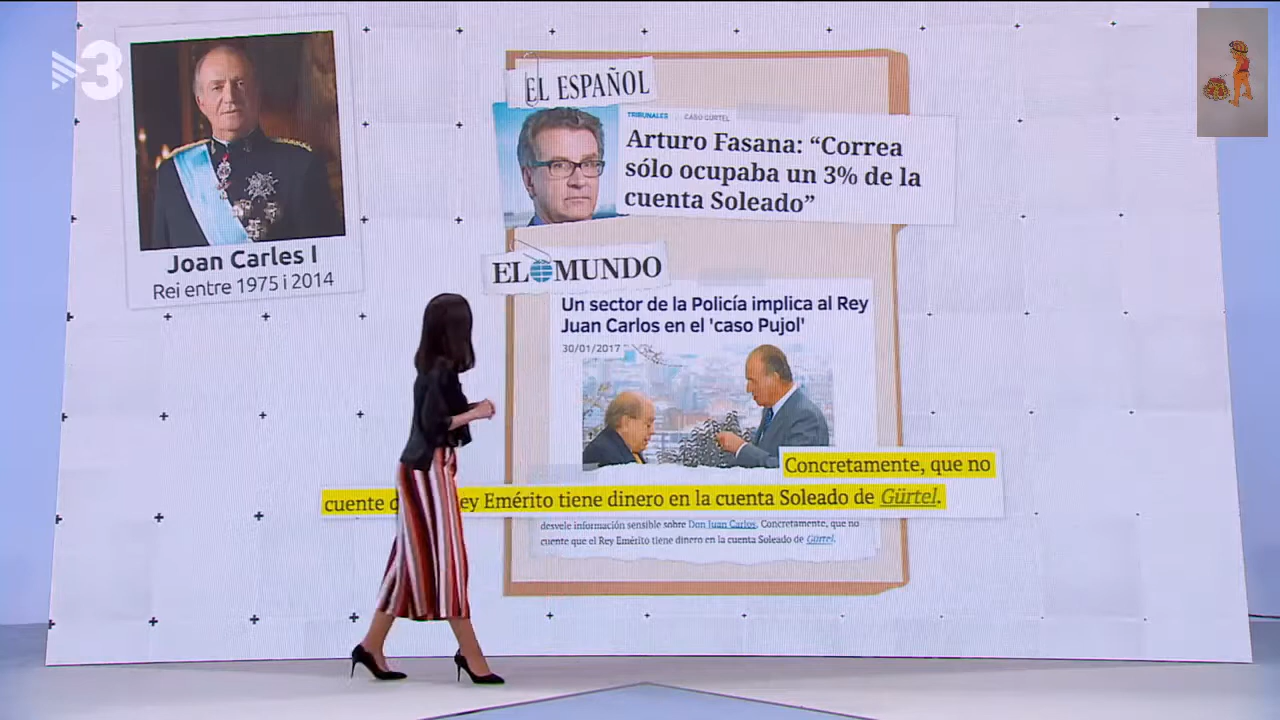 3
Joan Carles I
Rei entre 1975 i 2014
EL ESPAÑOL
TRIBUNALES CASO GÜRTEL
Arturo Fasana: “Correa
sólo ocupaba un 3% de la
cuenta Soleado”
EL MUNDO
Un sector de la Policía implica al Rey
Juan Carlos en el 'caso Pujol'
30/01/2017
Concretamente, que no
cuente ey Emérito tiene dinero en la cuenta Soleado de Gürtel.
desvele información sensible sobre Don Juan Carlos. Concretamente, que no
cuente que el Rey Emérito tiene dinero en la cuenta Soleado de Gürtel.